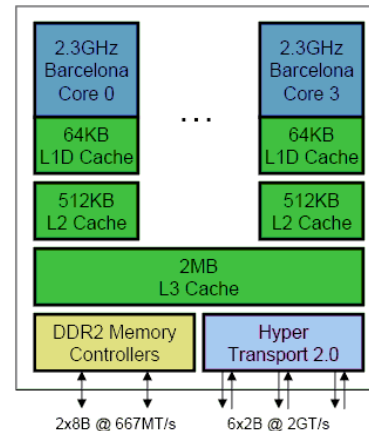 2.3GHz
Barcelona
Core 0
2.3GHz
Barcelona
Core 3
...
64KB
L1D Cache
64KB
L1D Cache
512KB
L2 Cache
512KB
L2 Cache
2MB
L3 Cache
DDR2 Memory
Controllers
Hyper
Transport 2.0
2x8B @ 667MT/s
6x2B @ 2GT/s